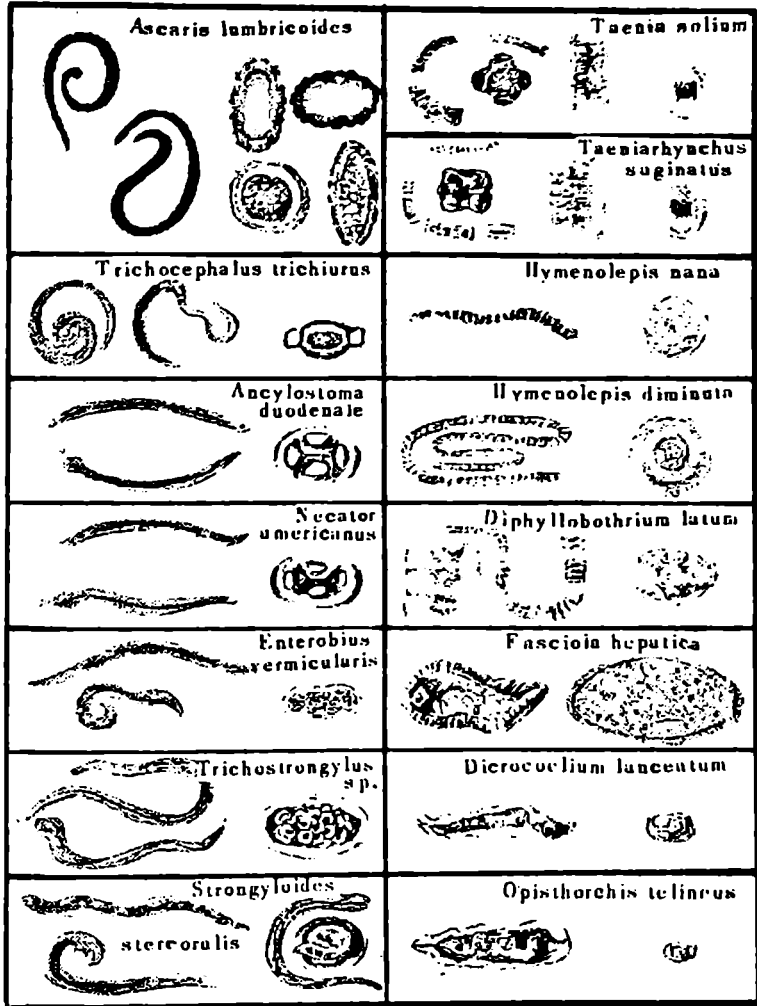 Ascaris lumbricoides
Trichocephalus trichiurus
Ancylostoma
duodenale
Necator
americanus
Enterobius
vermicularis
Trichostrongylus
sp.
Strongyloides
stercoralis
Taenia solium
Taeniarhynchus
saginatus
Hymenolepis nana
Hymenolepis diminuta
Diphyllobothrium latum
Fasciola hepatica
Dicrocoelium lanceatum
Opisthorchis felineus